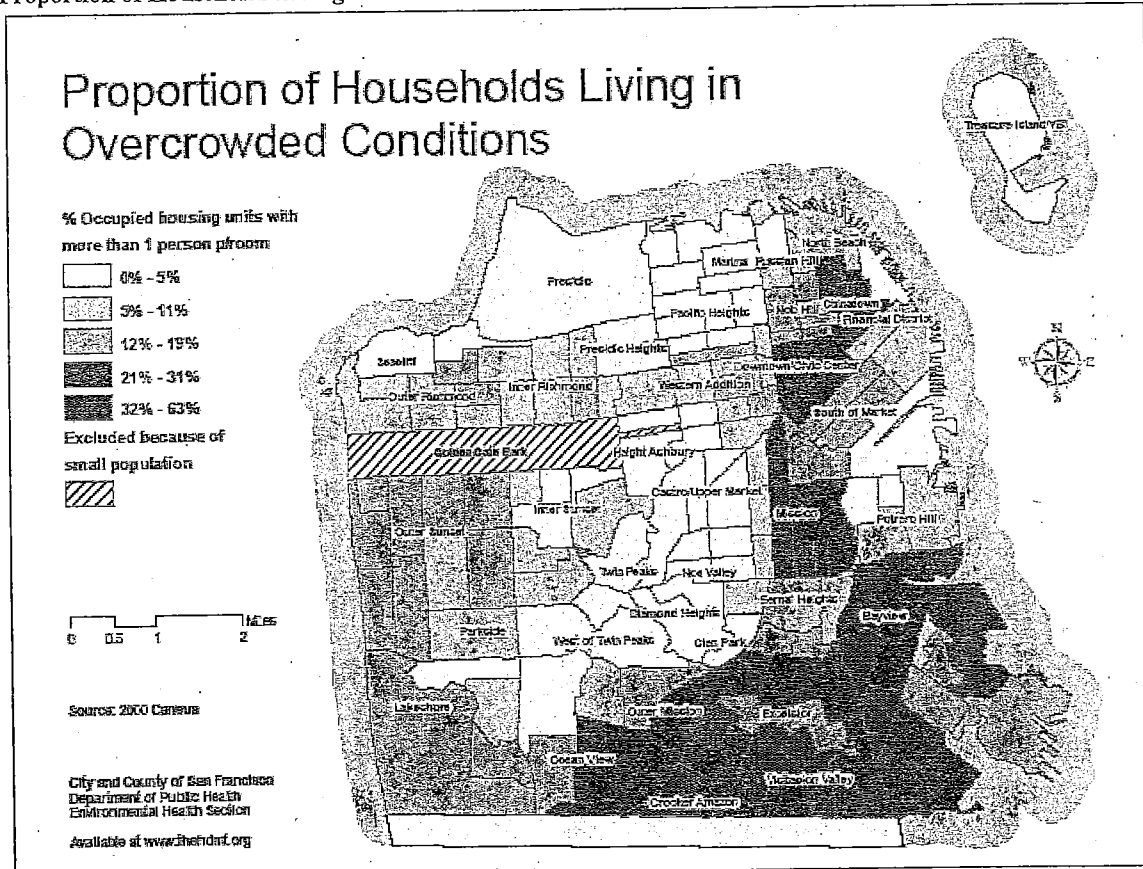 Proportion of Households Living in
Overcrowded Conditions
% Occupied housing units with
more than 1 person p/room
0% - 5%
5% - 11%
12% - 19%
21% - 31%
32% - 63%
Excluded because of
small population
0 0.5 1 2 Miles
Source: 2000 Census
City and County of San Francisco
Department of Public Health
Environmental Health Section
Treasure Island/YBI
North Beach
Marina
Russian Hill
Presidio
Chinatown
Nob Hill
Financial District
Pacific Heights
Seacliff
Presidio Heights
Downtown/Civic Center
Inner Richmond
Western Addition
Outer Richmond
South of Market
Golden Gate Park
Haight Ashbury
Castro/Upper Market
Inner Sunset
Mission
Potrero Hill
Outer Sunset
Twin Peaks
Noe Valley
Bernal Heights
Diamond Heights
Bayview
Parkside
West of Twin Peaks
Glen Park
Lakeshore
Outer Mission
Excelsior
Ocean View
Visitacion Valley
Crocker Amazon